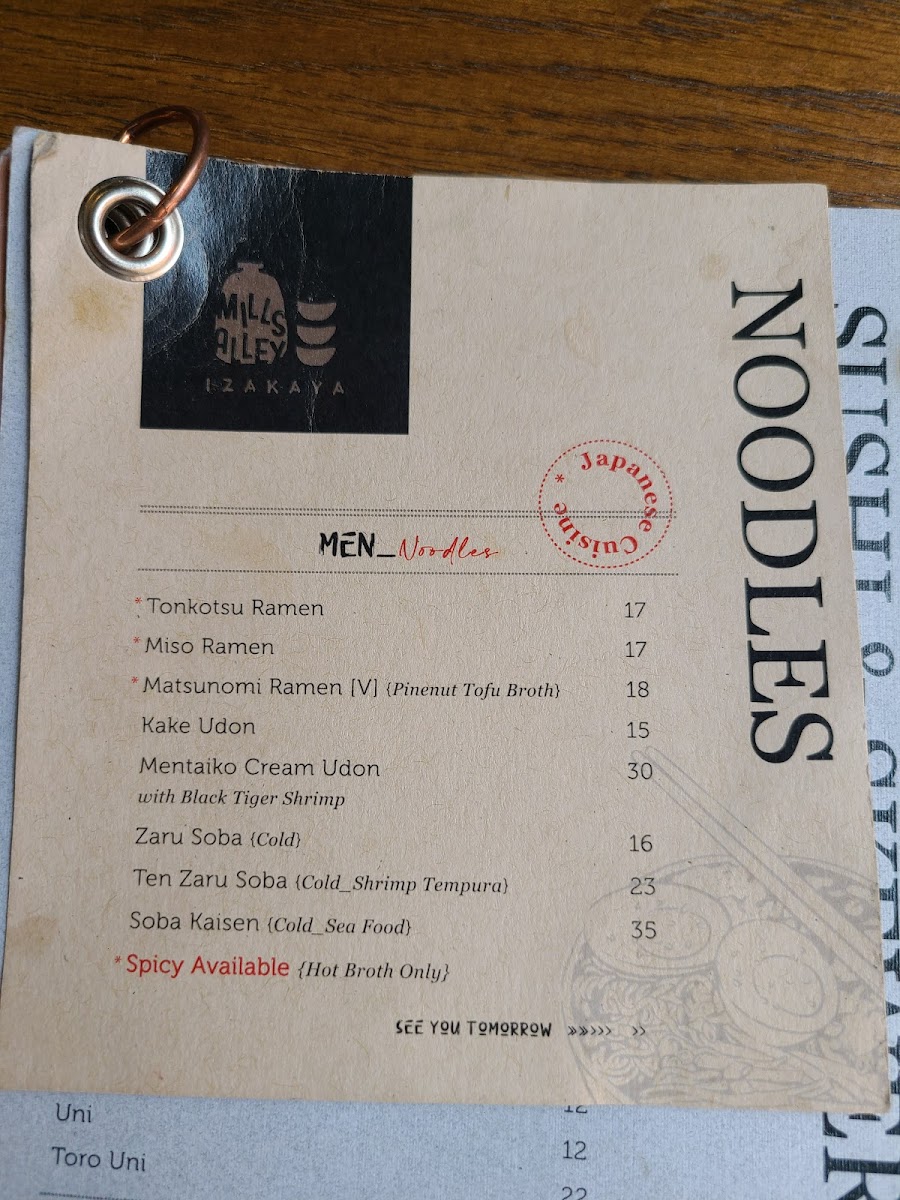 MILLS
ALLEY
IZAKAYA
* Japanese Cuisine
MEN_Noodles
NOODLES
*Tonkotsu Ramen 17
*Miso Ramen 17
*Matsunomi Ramen [V] {Pinenut Tofu Broth} 18
Kake Udon 15
Mentaiko Cream Udon 30
with Black Tiger Shrimp
Zaru Soba {Cold} 16
Ten Zaru Soba {Cold_Shrimp Tempura} 23
Soba Kaisen {Cold_Sea Food} 35
*Spicy Available {Hot Broth Only}
SEE YOU TOMORROW »»››› ››
Uni 12
Toro Uni 12
22